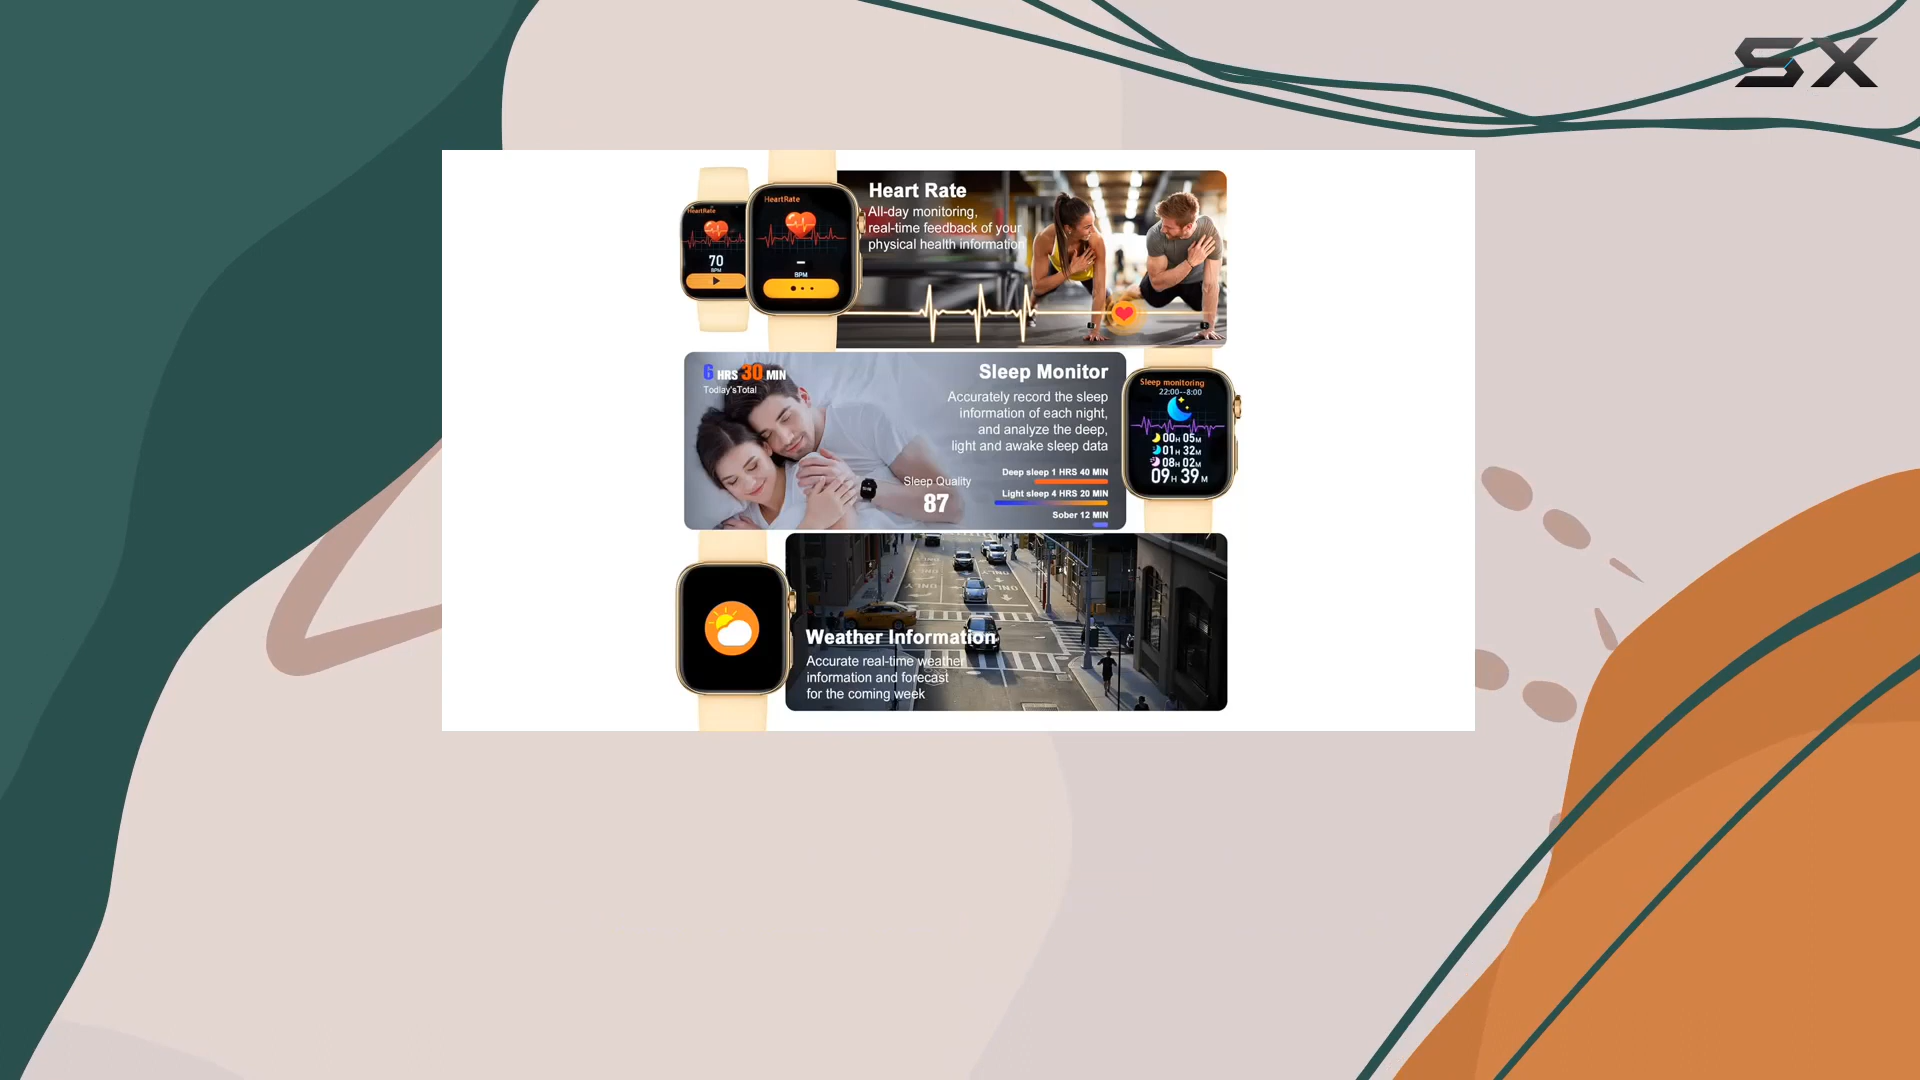 SX
HeartRate
70
BPM
HeartRate
BPM
Heart Rate
All-day monitoring,
real-time feedback of your
physical health information
6 HRS 30 MIN
Todlay'sTotal
Sleep Monitor
Accurately record the sleep
information of each night,
and analyze the deep,
light and awake sleep data
Deep sleep 1 HRS 40 MIN
Sleep Quality
87
Light sleep 4 HRS 20 MIN
Sober 12 MIN
Sleep monitoring
22:00--8:00
00H 05M
01H 32M
08H 02M
09H 39M
ONLY
ONLY
ONLY
Weather Information
Accurate real-time weather
information and forecast
for the coming week